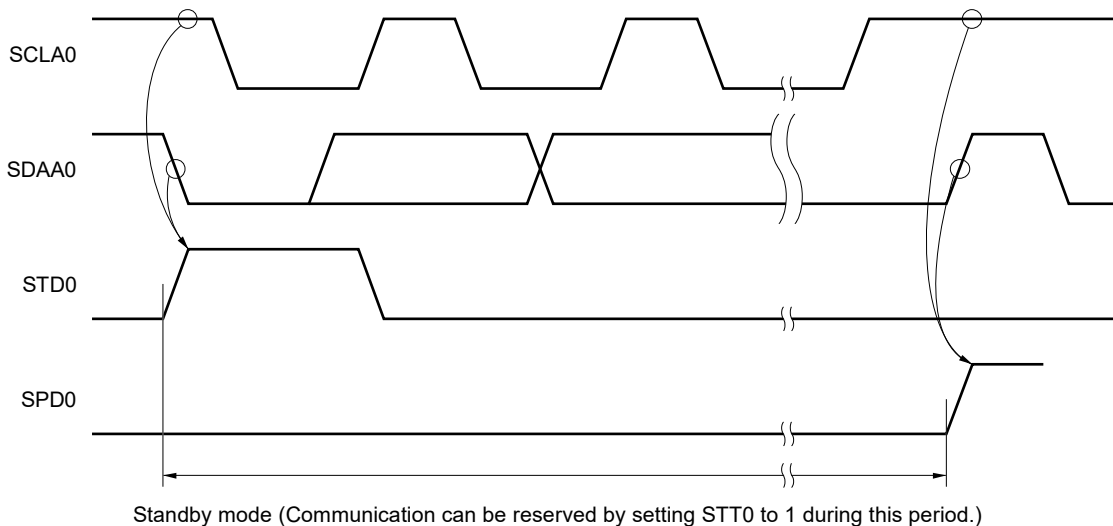 SCLA0
SDAA0
STD0
SPD0
Standby mode (Communication can be reserved by setting STT0 to 1 during this period.)